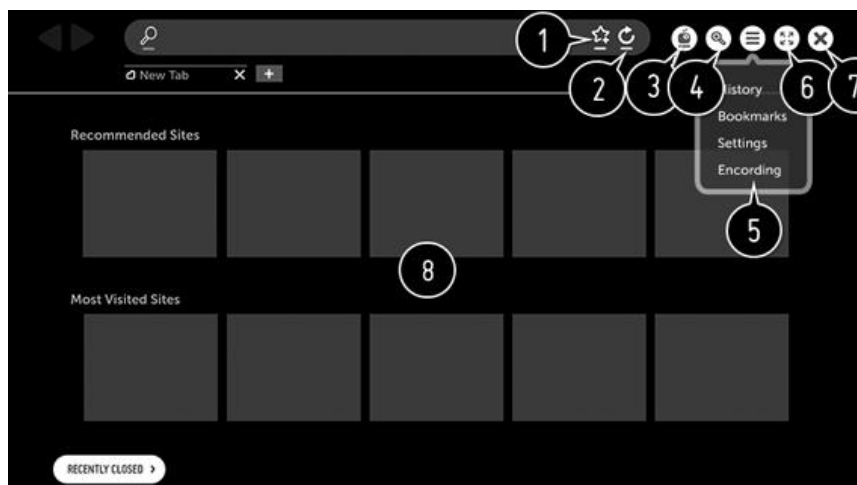 1
2
3
4
6
7
New Tab
History
Bookmarks
Settings
Encording
5
Recommended Sites
8
Most Visited Sites
RECENTLY CLOSED